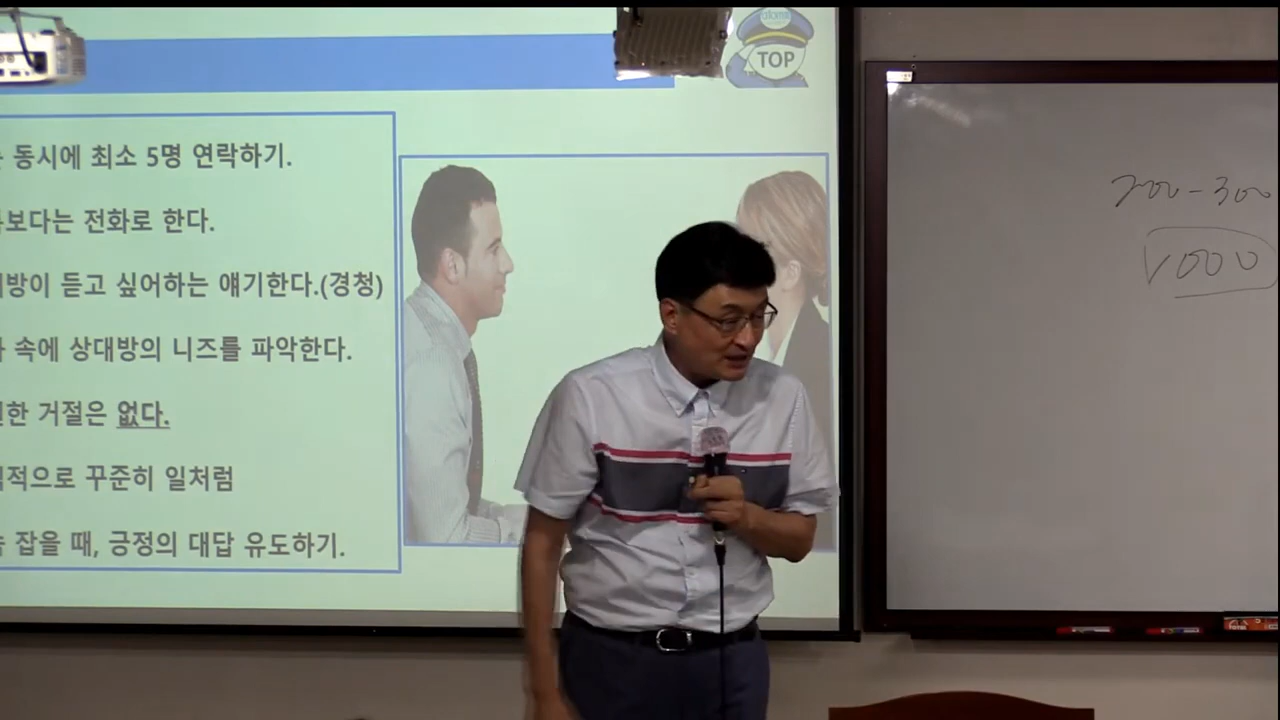 TOP
동시에 최소 5명 연락하기.
보다는 전화로 한다.
방이 듣고 싶어하는 얘기한다.(경청)
속에 상대방의 니즈를 파악한다.
한 거절은 없다.
적으로 꾸준히 일처럼
잡을 때, 긍정의 대답 유도하기.
200-300
1000